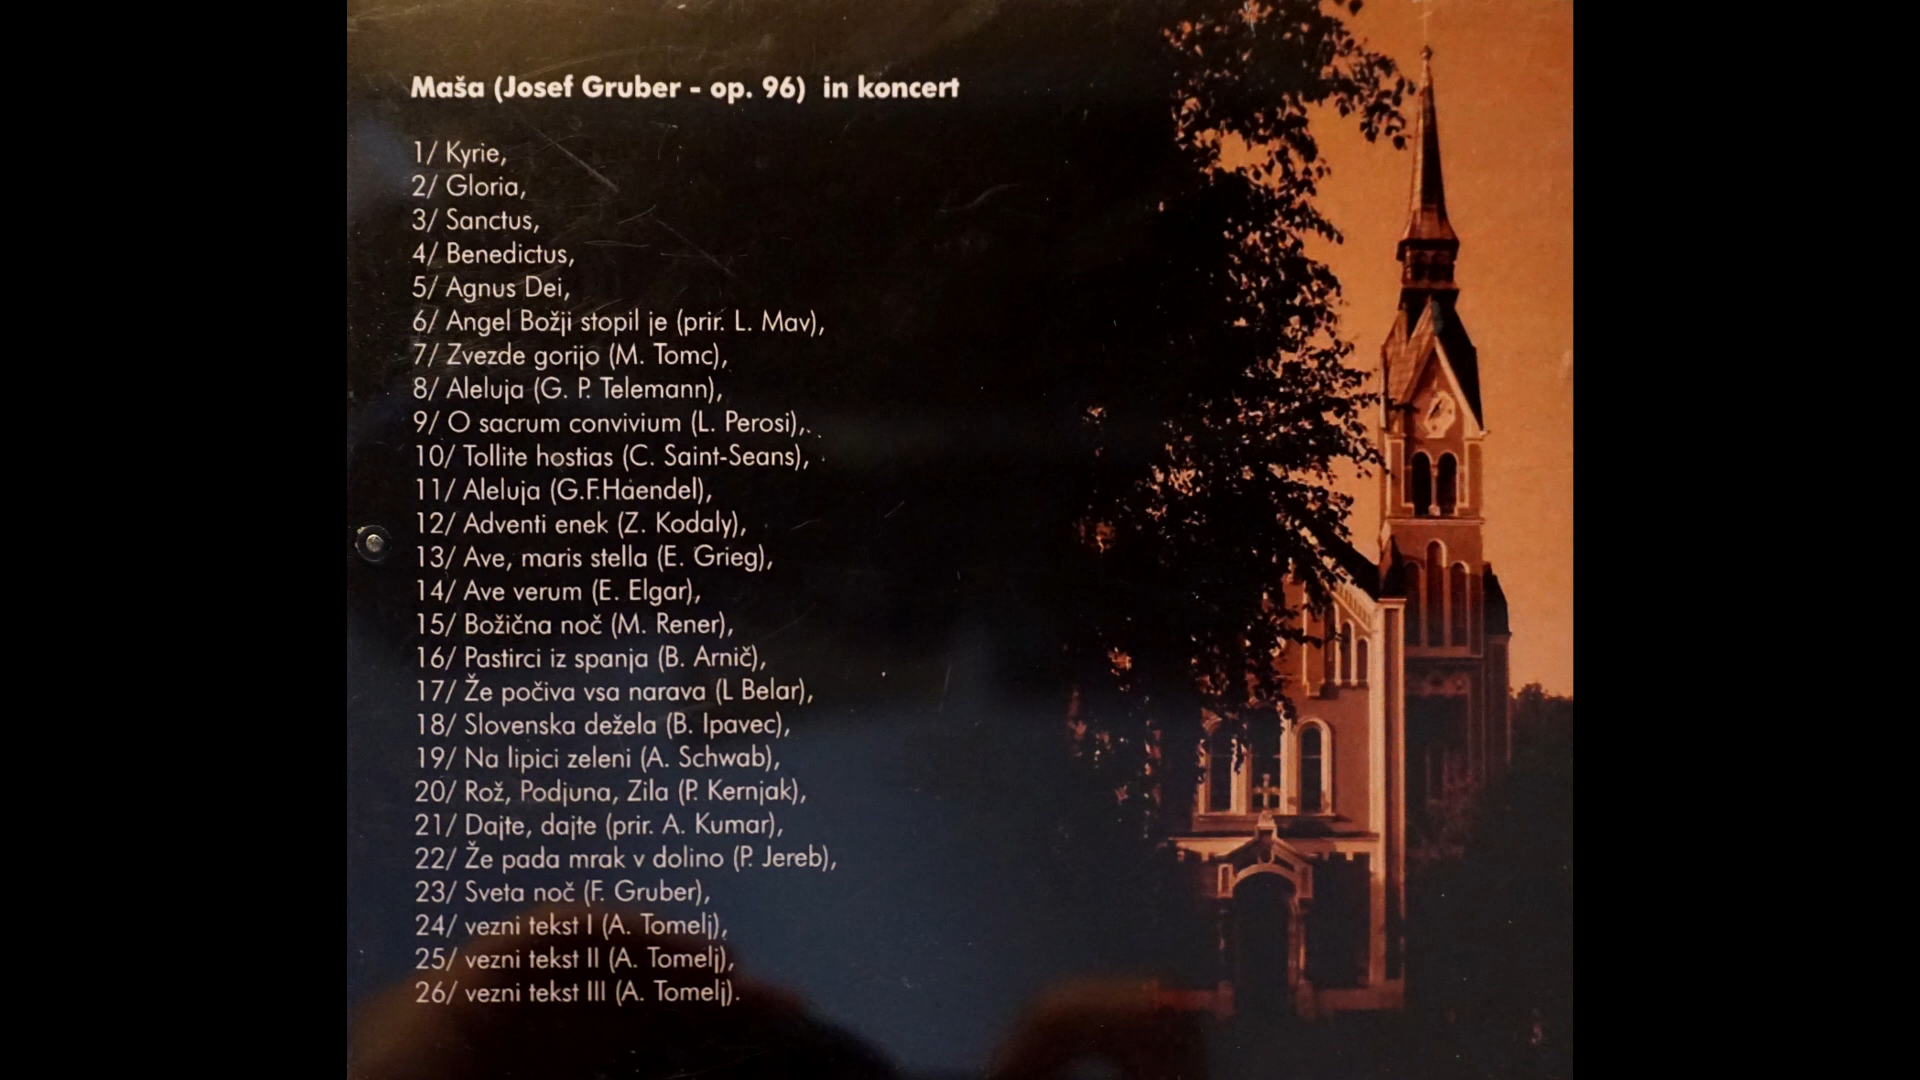 Maša (Josef Gruber - op. 96) in koncert
1/ Kyrie,
2/ Gloria,
3/ Sanctus,
4/ Benedictus,
5/ Agnus Dei,
6/ Angel Božji stopil je (prir. L. Mav),
7/ Zvezde gorijo (M. Tomc),
8/ Aleluja (G. P. Telemann),
9/ O sacrum convivium (L. Perosi),
10/ Tollite hostias (C. Saint-Seans),
11/ Aleluja (G.F.Haendel),
12/ Adventi enek (Z. Kodaly),
13/ Ave, maris stella (E. Grieg),
14/ Ave verum (E. Elgar),
15/ Božična noč (M. Rener),
16/ Pastirci iz spanja (B. Arnič),
17/ Že počiva vsa narava (L Belar),
18/ Slovenska dežela (B. Ipavec),
19/ Na lipici zeleni (A. Schwab),
20/ Rož, Podjuna, Zila (P. Kernjak),
21/ Dajte, dajte (prir. A. Kumar),
22/ Že pada mrak v dolino (P. Jereb),
23/ Sveta noč (F. Gruber),
24/ vezni tekst I (A. Tomelj),
25/ vezni tekst II (A. Tomelj),
26/ vezni tekst III (A. Tomelj).